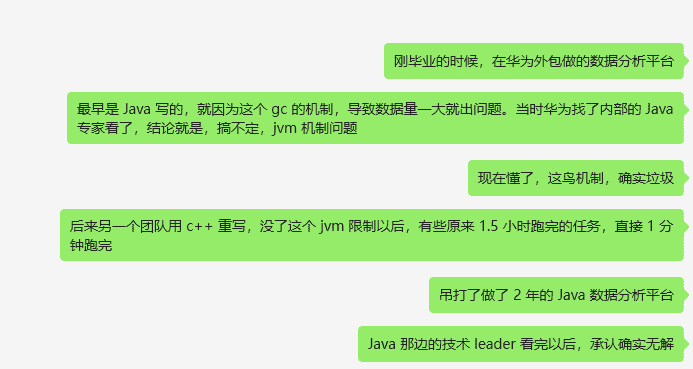 刚毕业的时候，在华为外包做的数据分析平台
最早是 Java 写的，就因为这个 gc 的机制，导致数据量一大就出问题。当时华为找了内部的 Java
专家看了，结论就是，搞不定，jvm 机制问题
现在懂了，这鸟机制，确实垃圾
后来另一个团队用 c++ 重写，没了这个 jvm 限制以后，有些原来 1.5 小时跑完的任务，直接 1 分
钟跑完
吊打了做了 2 年的 Java 数据分析平台
Java 那边的技术 leader 看完以后，承认确实无解